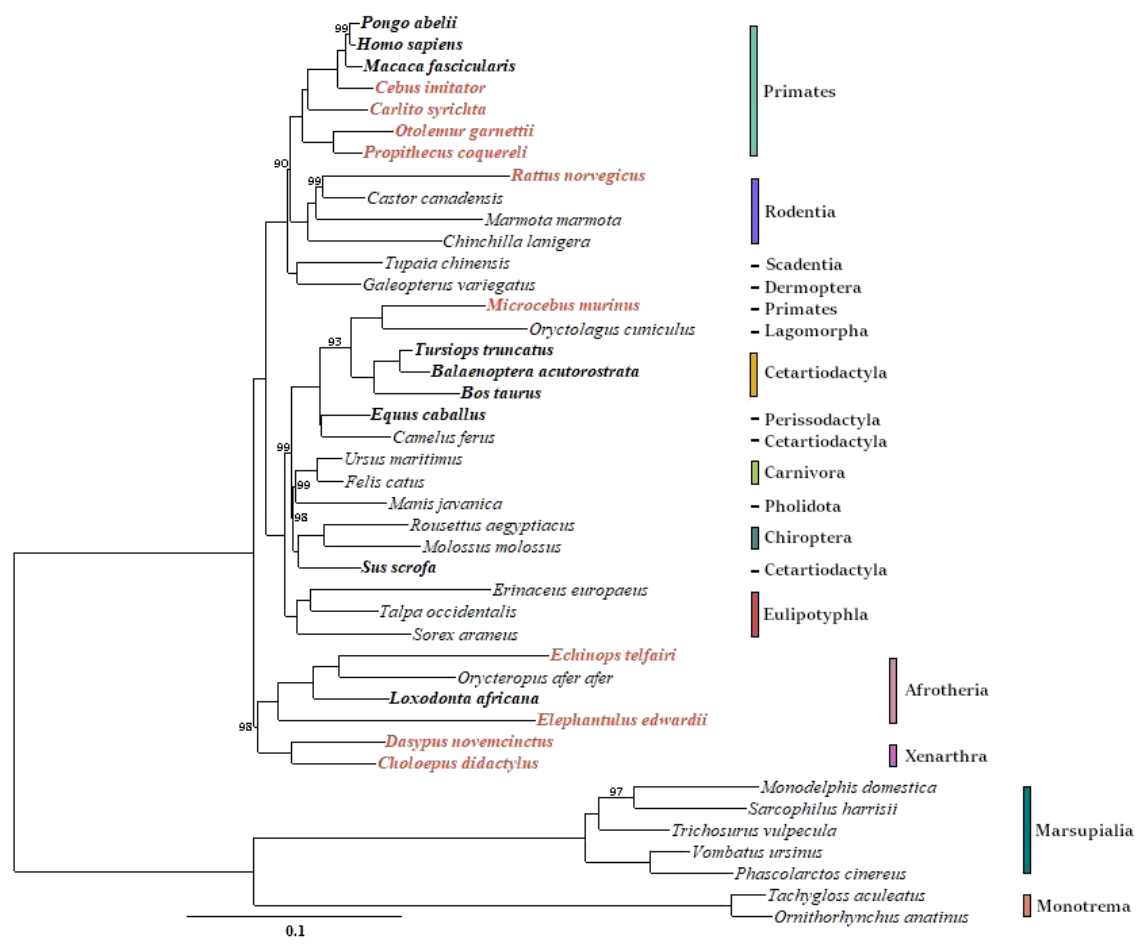 99 Pongo abelii
Homo sapiens
Macaca fascicularis
Cebus imitator Primates
Carlito syrichta
Otolemur garnettii
90 Propithecus coquereli
99 Rattus norvegicus
Castor canadensis Rodentia
Marmota marmota
Chinchilla lanigera
Tupaia chinensis Scadentia
Galeopterus variegatus Dermoptera
Microcebus murinus Primates
Oryctolagus cuniculus Lagomorpha
93 Tursiops truncatus
Balaenoptera acutorostrata Cetartiodactyla
Bos taurus
Equus caballus Perissodactyla
Camelus ferus Cetartiodactyla
99 Ursus maritimus
Felis catus Carnivora
99 Manis javanica Pholidota
98 Rousettus aegyptiacus
Molossus molossus Chiroptera
Sus scrofa Cetartiodactyla
Erinaceus europaeus
Talpa occidentalis Eulipotyphla
Sorex araneus
Echinops telfairi
Orycteropus afer afer Afrotheria
Loxodonta africana
98 Elephantulus edwardii
Dasypus novemcinctus Xenarthra
Choloepus didactylus
97 Monodelphis domestica
Sarcophilus harrisii
Trichosurus vulpecula Marsupialia
Vombatus ursinus
Phascolarctos cinereus
Tachygloss aculeatus Monotrema
Ornithorhynchus anatinus
0.1